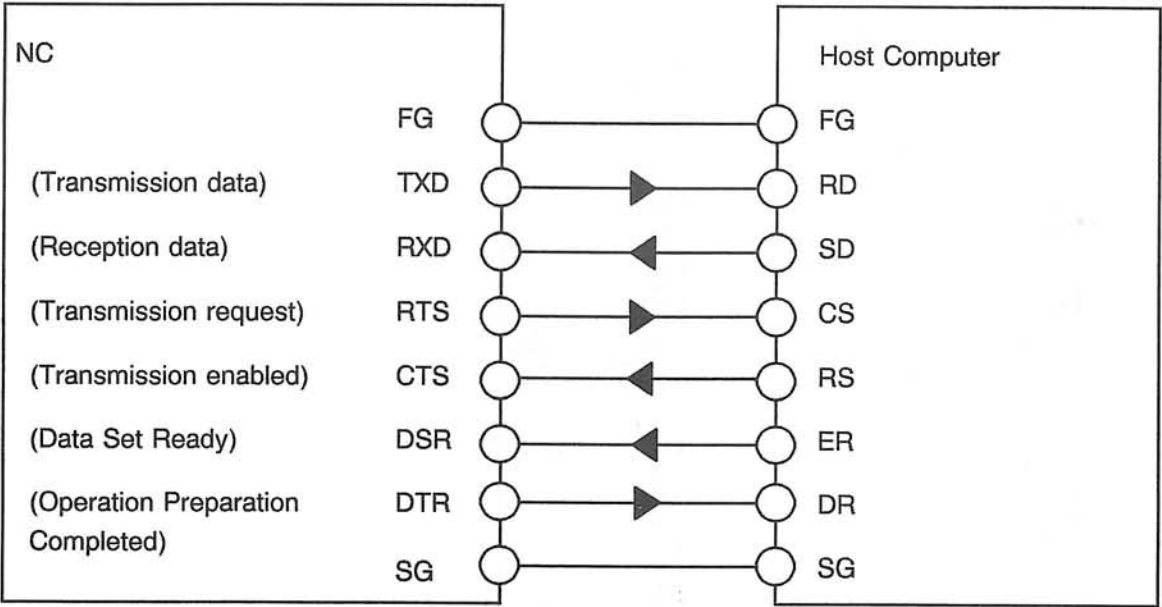 NC
Host Computer
FG FG
(Transmission data) TXD RD
(Reception data) RXD SD
(Transmission request) RTS CS
(Transmission enabled) CTS RS
(Data Set Ready) DSR ER
(Operation Preparation DTR DR
Completed)
SG SG